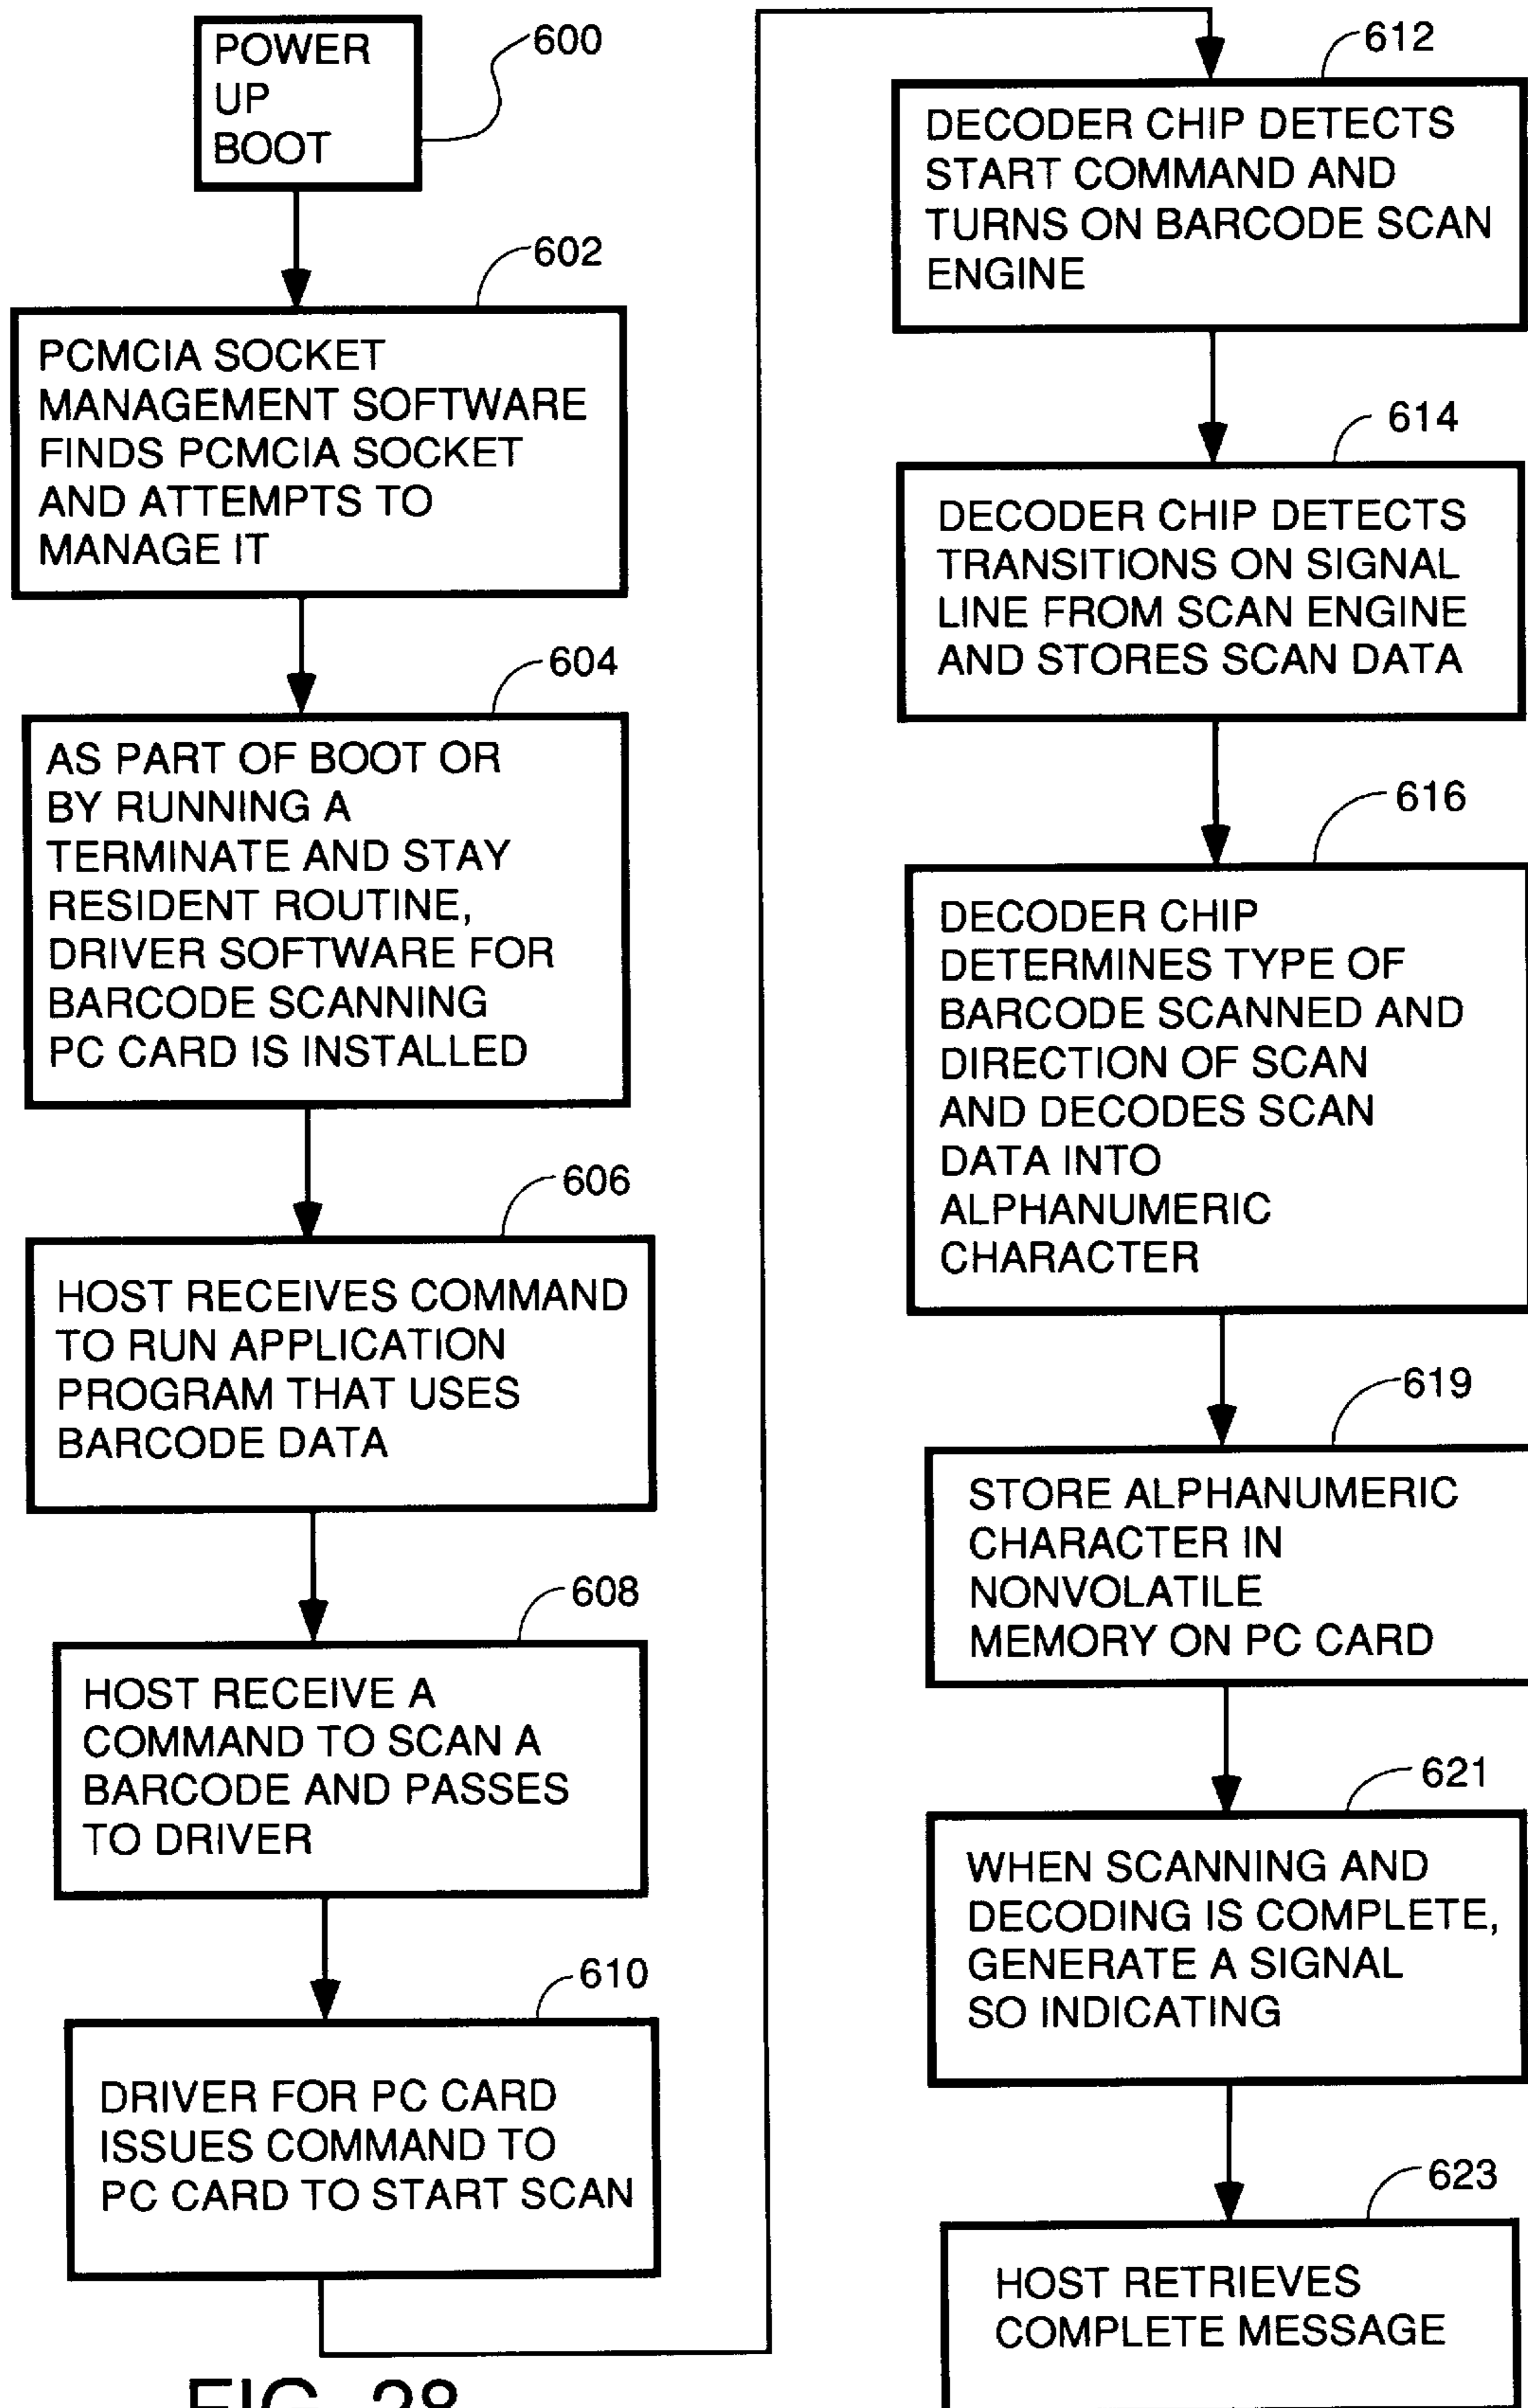 POWER
UP
BOOT
600
602
PCMCIA SOCKET
MANAGEMENT SOFTWARE
FINDS PCMCIA SOCKET
AND ATTEMPTS TO
MANAGE IT
604
AS PART OF BOOT OR
BY RUNNING A
TERMINATE AND STAY
RESIDENT ROUTINE,
DRIVER SOFTWARE FOR
BARCODE SCANNING
PC CARD IS INSTALLED
606
HOST RECEIVES COMMAND
TO RUN APPLICATION
PROGRAM THAT USES
BARCODE DATA
608
HOST RECEIVE A
COMMAND TO SCAN A
BARCODE AND PASSES
TO DRIVER
610
DRIVER FOR PC CARD
ISSUES COMMAND TO
PC CARD TO START SCAN
612
DECODER CHIP DETECTS
START COMMAND AND
TURNS ON BARCODE SCAN
ENGINE
614
DECODER CHIP DETECTS
TRANSITIONS ON SIGNAL
LINE FROM SCAN ENGINE
AND STORES SCAN DATA
616
DECODER CHIP
DETERMINES TYPE OF
BARCODE SCANNED AND
DIRECTION OF SCAN
AND DECODES SCAN
DATA INTO
ALPHANUMERIC
CHARACTER
619
STORE ALPHANUMERIC
CHARACTER IN
NONVOLATILE
MEMORY ON PC CARD
621
WHEN SCANNING AND
DECODING IS COMPLETE,
GENERATE A SIGNAL
SO INDICATING
623
HOST RETRIEVES
COMPLETE MESSAGE
FIG. 28